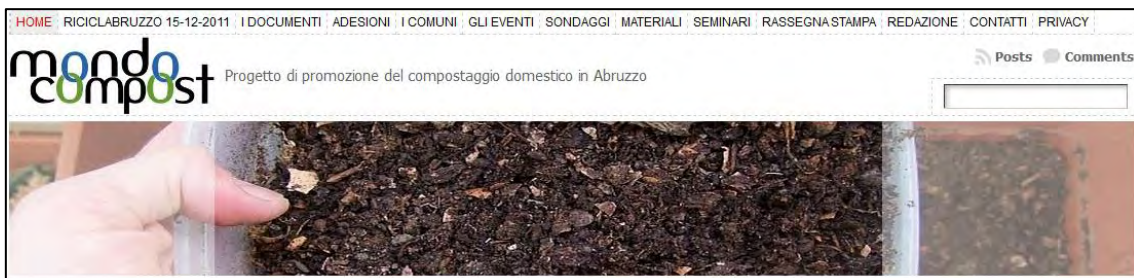 HOME RICICLABRUZZO 15-12-2011 I DOCUMENTI ADESIONI I COMUNI GLI EVENTI SONDAGGI MATERIALI SEMINARI RASSEGNA STAMPA REDAZIONE CONTATTI PRIVACY
mondo
compost
Progetto di promozione del compostaggio domestico in Abruzzo
Posts Comments